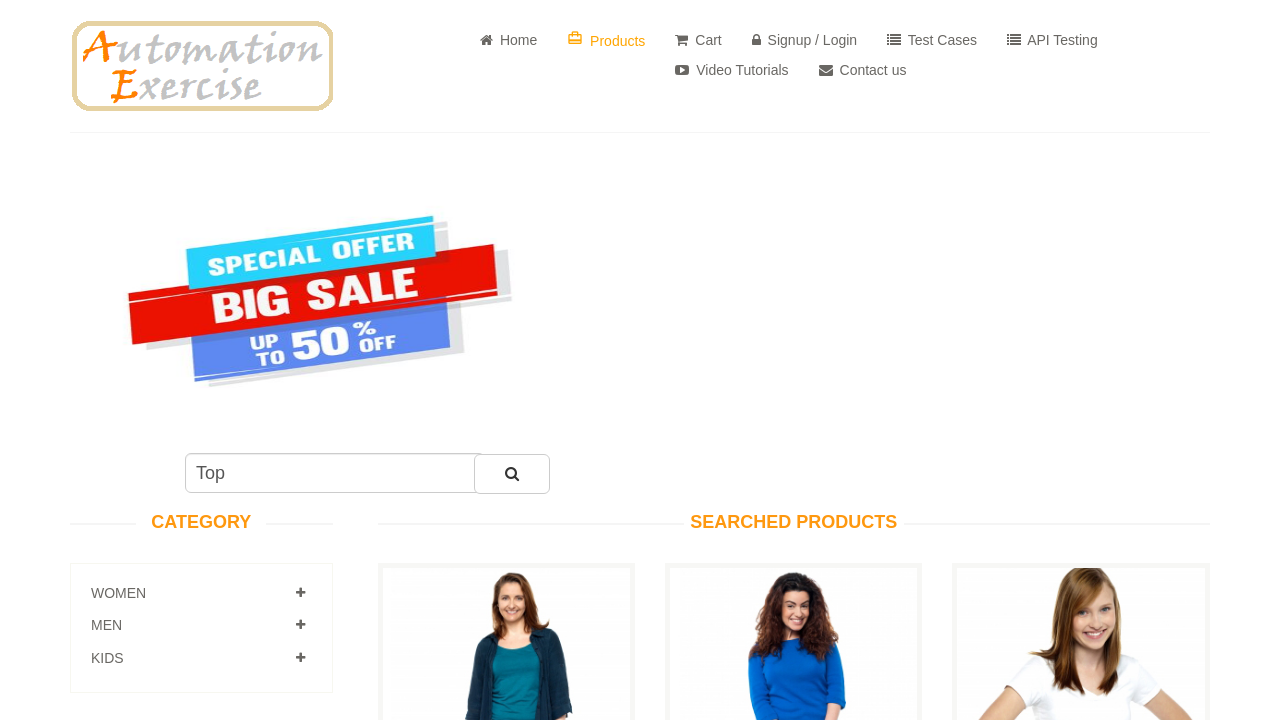 Automation
Exercise
Home
Products
Cart
Signup / Login
Test Cases
API Testing
Video Tutorials
Contact us
SPECIAL OFFER
BIG SALE
UP TO 50% OFF
Top
CATEGORY
SEARCHED PRODUCTS
WOMEN
MEN
KIDS